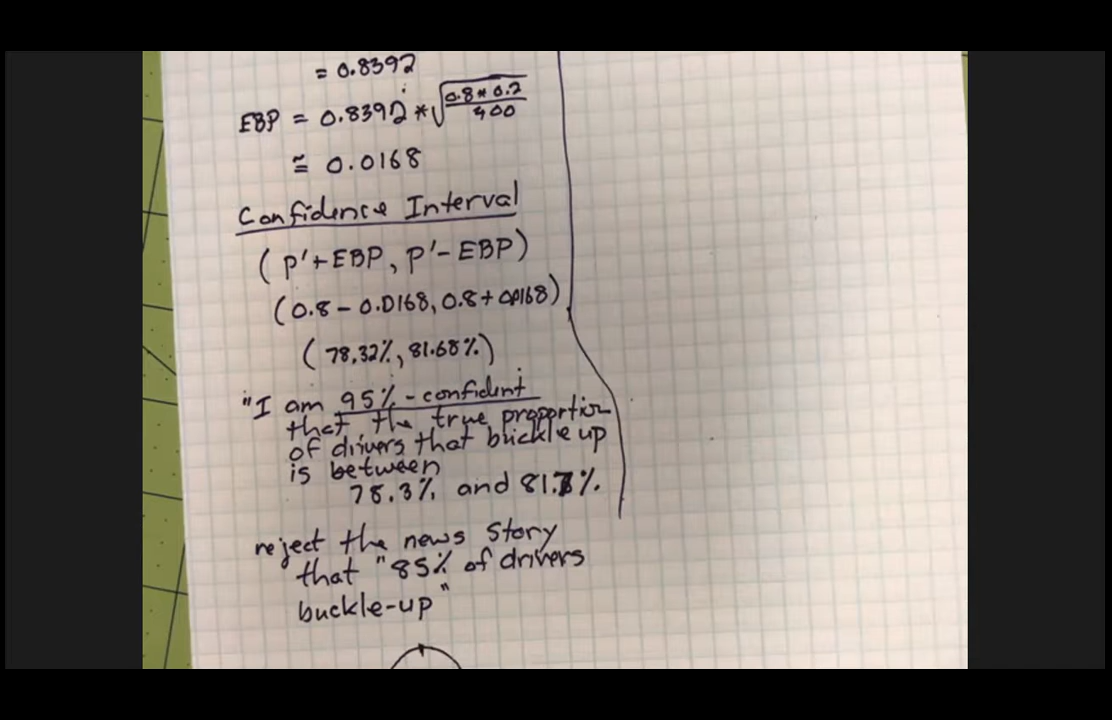 = 0.8392
EBP = 0.8392 * √(0.8 * 0.2 / 400)
≅ 0.0168
Confidence Interval
(p'+EBP, p'-EBP)
(0.8 - 0.0168, 0.8 + 0.0168)
(78.32%, 81.68%)
"I am 95% - confident
that the true proportion
of drivers that buckle up
is between
78.3% and 81.7%.
reject the news story
that "85% of drivers
buckle-up"